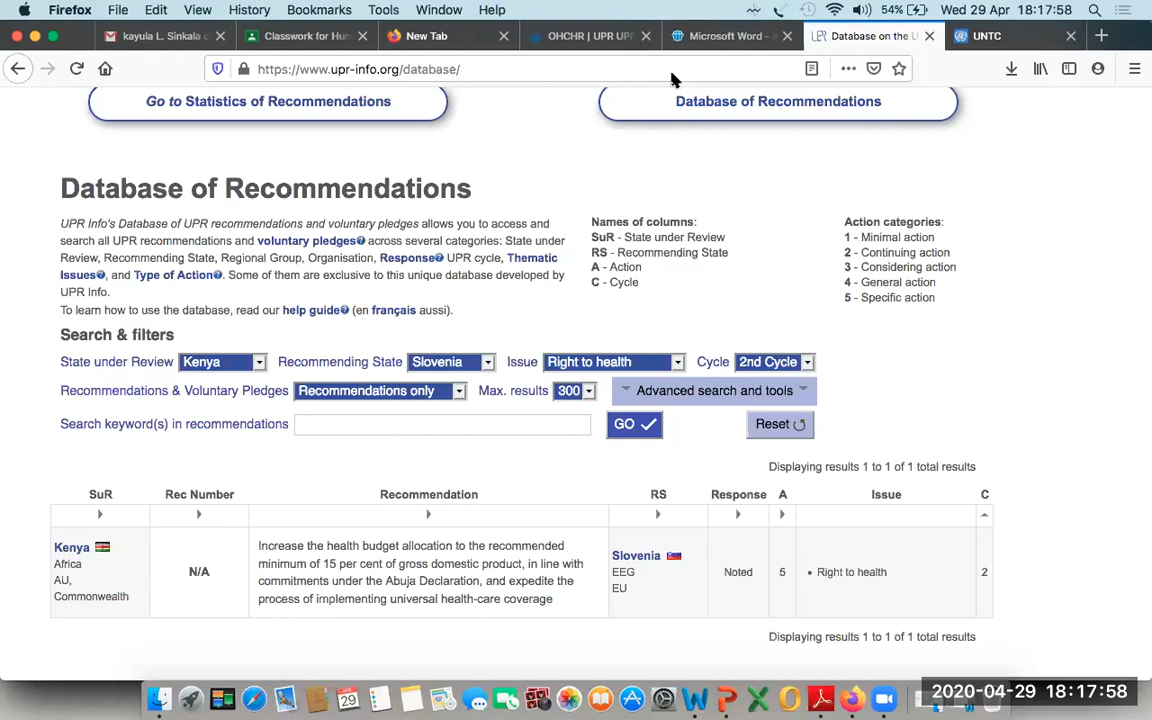 Firefox File Edit View History Bookmarks Tools Window Help 54% Wed 29 Apr 18:17:58
kayula L. Sinkala Classwork for Hun New Tab OHCHR | UPR UPR Microsoft Word - Database on the U UNTC
https://www.upr-info.org/database/
Go to Statistics of Recommendations Database of Recommendations
Database of Recommendations
UPR Info's Database of UPR recommendations and voluntary pledges allows you to access and
search all UPR recommendations and voluntary pledges across several categories: State under
Review, Recommending State, Regional Group, Organisation, Response UPR cycle, Thematic
Issues, and Type of Action. Some of them are exclusive to this unique database developed by
UPR Info.
To learn how to use the database, read our help guide (en français aussi).
Names of columns:
SuR - State under Review
RS - Recommending State
A - Action
C - Cycle
Action categories:
1 - Minimal action
2 - Continuing action
3 - Considering action
4 - General action
5 - Specific action
Search & filters
State under Review Kenya Recommending State Slovenia Issue Right to health Cycle 2nd Cycle
Recommendations & Voluntary Pledges Recommendations only Max. results 300 Advanced search and tools
Search keyword(s) in recommendations GO Reset
Displaying results 1 to 1 of 1 total results
SuR Rec Number Recommendation RS Response A Issue C
Kenya
Africa
AU,
Commonwealth
N/A
Increase the health budget allocation to the recommended
minimum of 15 per cent of gross domestic product, in line with
commitments under the Abuja Declaration, and expedite the
process of implementing universal health-care coverage
Slovenia
EEG
EU
Noted 5 • Right to health 2
Displaying results 1 to 1 of 1 total results
2020-04-29 18:17:58